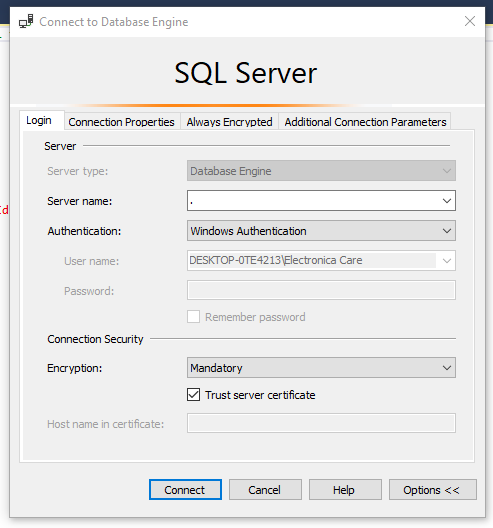 Connect to Database Engine
SQL Server
Login Connection Properties Always Encrypted Additional Connection Parameters
Server
Server type: Database Engine
Server name: .
Id
Authentication: Windows Authentication
User name: DESKTOP-0TE4213\Electronica Care
Password:
Remember password
Connection Security
Encryption: Mandatory
Trust server certificate
Host name in certificate:
Connect Cancel Help Options <<